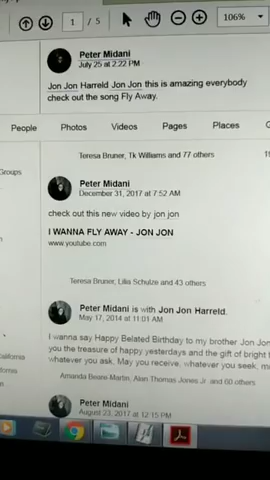 1 / 5
106%
Peter Midani
July 25 at 2:22 PM
Jon Jon Harreld Jon Jon this is amazing everybody
check out the song Fly Away.
People Photos Videos Pages Places
Groups
Teresa Bruner, Tk Williams and 77 others
Peter Midani
December 31, 2017 at 7:52 AM
check out this new video by jon jon
I WANNA FLY AWAY - JON JON
www.youtube.com
Teresa Bruner, Lilia Schulze and 43 others
Peter Midani is with Jon Jon Harreld.
May 17, 2014 at 11:01 AM
I wanna say Happy Belated Birthday to my brother Jon Jon
you the treasure of happy yesterdays and the gift of bright
whatever you ask, May you receive, whatever you seek,
Amanda Beam-Martin, Alan Thomas Jones Jr. and 60 others
Peter Midani
August 23, 2017 at 12:15 PM